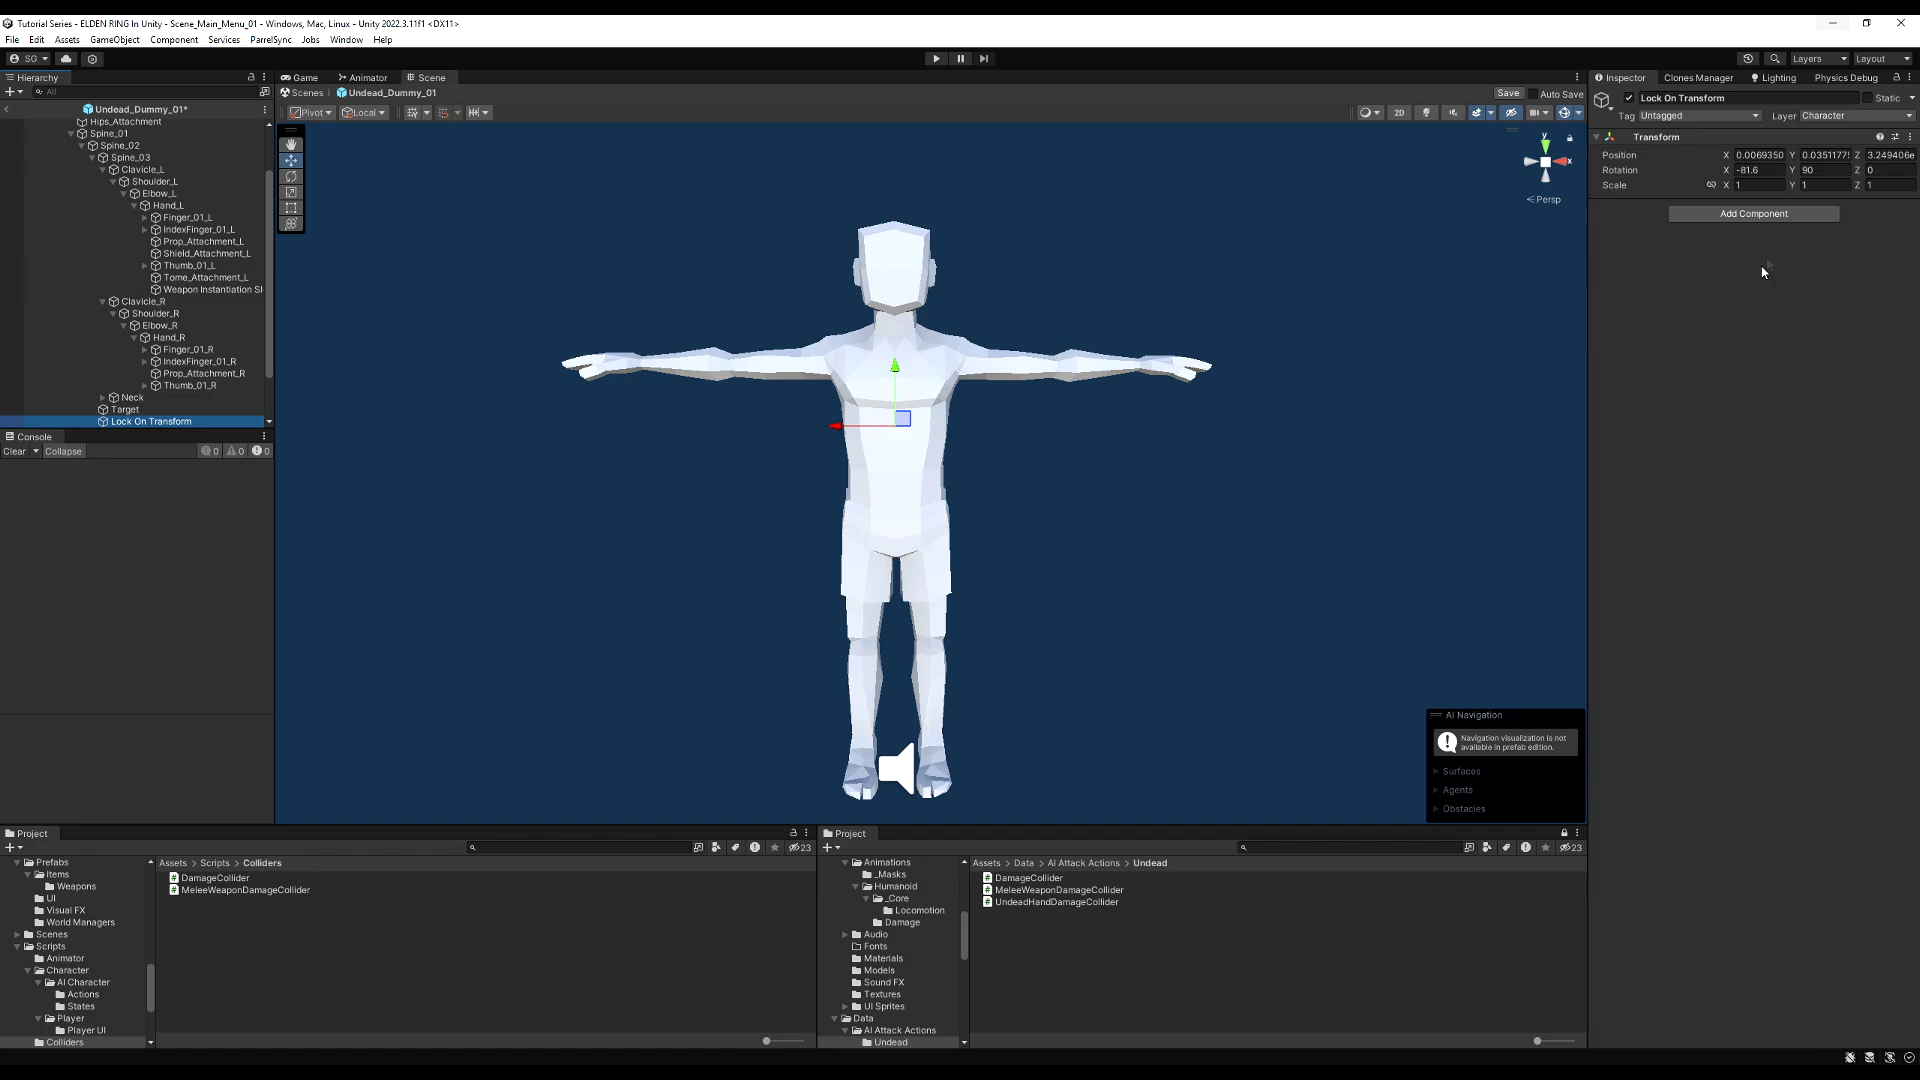 Tutorial Series - ELDEN RING In Unity - Scene_Main_Menu_01 - Windows, Mac, Linux - Unity 2022.3.11f1 <DX11>
File Edit Assets GameObject Component Services ParrelSync Jobs Window Help
SG Layers Layout
Hierarchy
All
Undead_Dummy_01*
Hips_Attachment
Spine_01
Spine_02
Spine_03
Clavicle_L
Shoulder_L
Elbow_L
Hand_L
Finger_01_L
IndexFinger_01_L
Prop_Attachment_L
Shield_Attachment_L
Thumb_01_L
Tome_Attachment_L
Weapon Instantiation Sl
Clavicle_R
Shoulder_R
Elbow_R
Hand_R
Finger_01_R
IndexFinger_01_R
Prop_Attachment_R
Thumb_01_R
Neck
Target
Lock On Transform
Console
Clear Collapse 0 0 0
Game Animator Scene
Scenes Undead_Dummy_01 Save Auto Save
Pivot Local 2D
y
x
< Persp
AI Navigation
Navigation visualization is not
available in prefab edition.
Surfaces
Agents
Obstacles
Inspector Clones Manager Lighting Physics Debug
Lock On Transform Static
Tag Untagged Layer Character
Transform
Position X 0.0069350 Y 0.0351177 Z 3.249406e
Rotation X -81.6 Y 90 Z 0
Scale X 1 Y 1 Z 1
Add Component
Project
23
Prefabs
Items
Weapons
UI
Visual FX
World Managers
Scenes
Scripts
Animator
Character
AI Character
Actions
States
Player
Player UI
Colliders
Assets > Scripts > Colliders
DamageCollider
MeleeWeaponDamageCollider
Project
23
Animations
_Masks
Humanoid
_Core
Locomotion
Damage
Audio
Fonts
Materials
Models
Sound FX
Textures
UI Sprites
Data
AI Attack Actions
Undead
Assets > Data > AI Attack Actions > Undead
DamageCollider
MeleeWeaponDamageCollider
UndeadHandDamageCollider